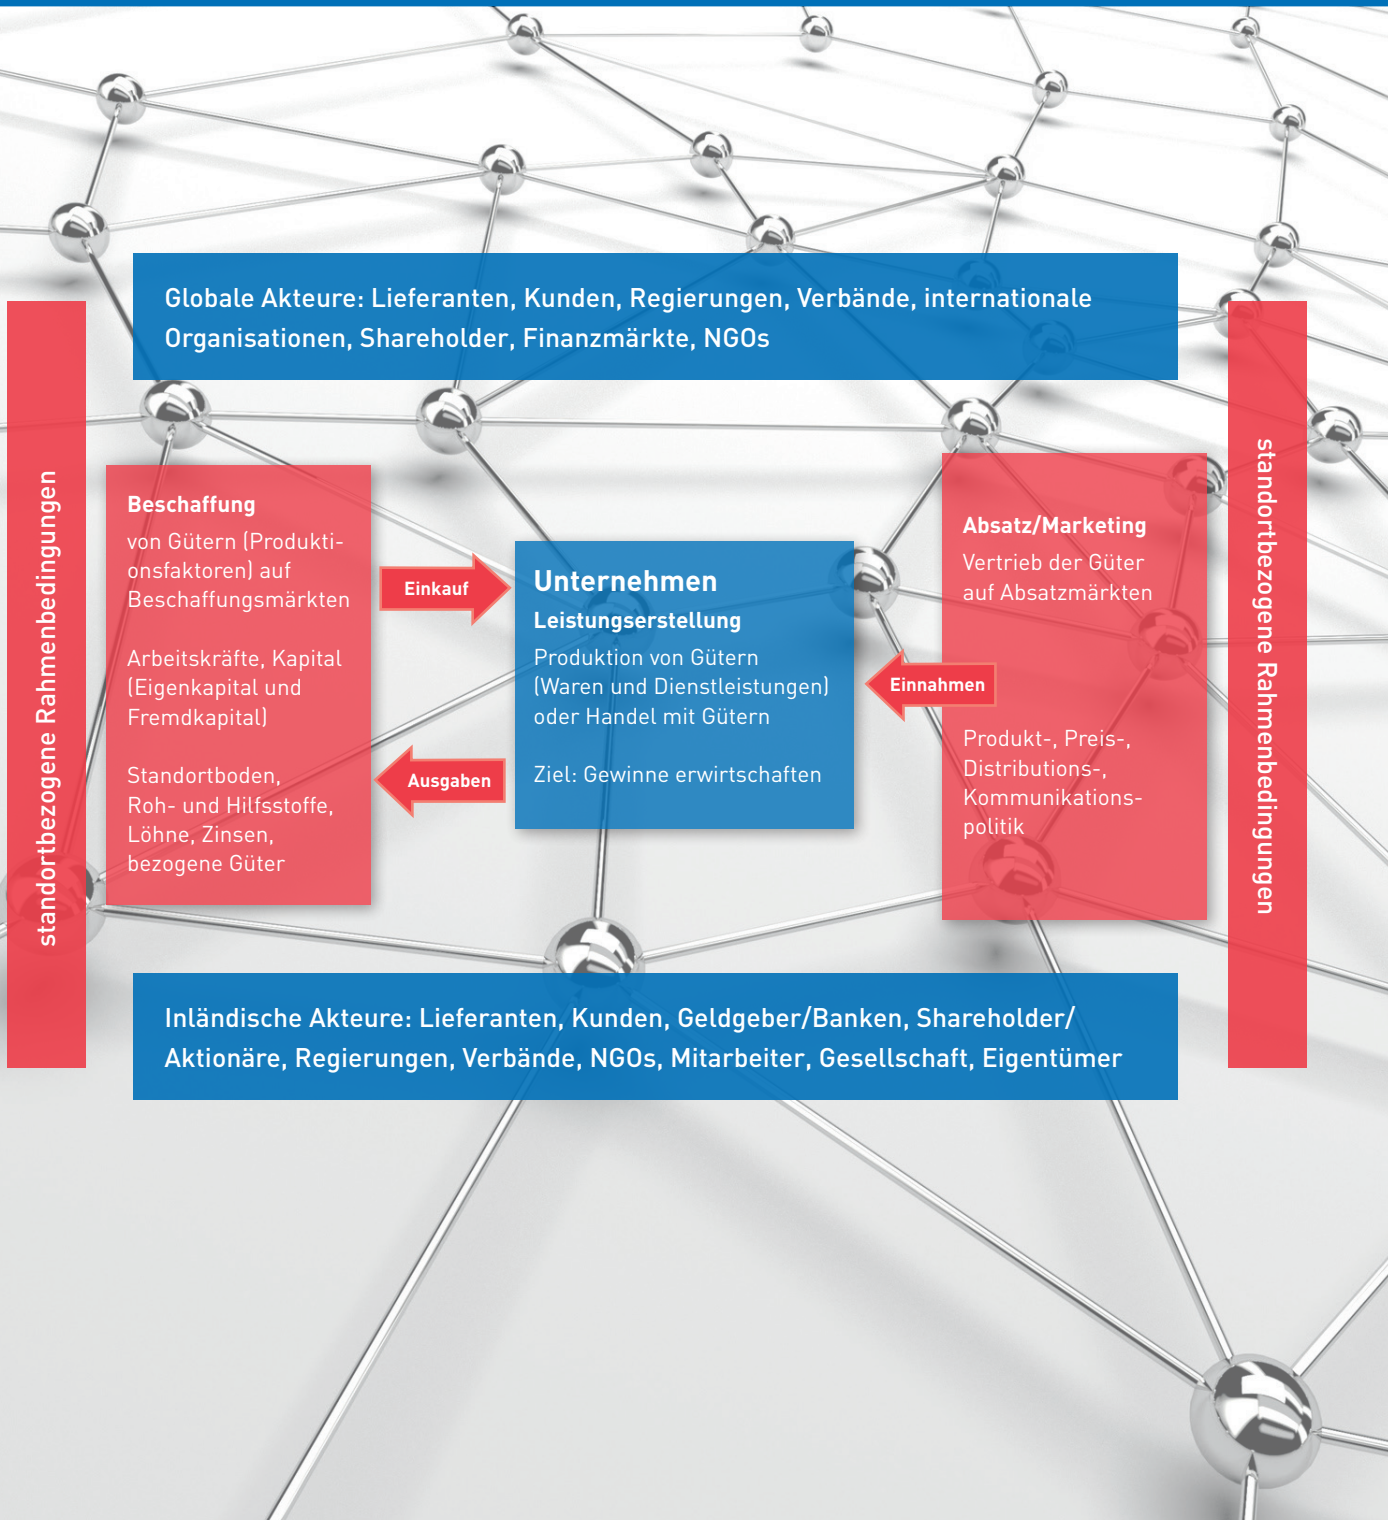 Globale Akteure: Lieferanten, Kunden, Regierungen, Verbände, internationale
Organisationen, Shareholder, Finanzmärkte, NGOs
standortbezogene Rahmenbedingungen
Beschaffung
von Gütern (Produkti-
onsfaktoren) auf
Beschaffungsmärkten
Arbeitskräfte, Kapital
(Eigenkapital und
Fremdkapital)
Standortboden,
Roh- und Hilfsstoffe,
Löhne, Zinsen,
bezogene Güter
Einkauf
Ausgaben
Unternehmen
Leistungserstellung
Produktion von Gütern
(Waren und Dienstleistungen)
oder Handel mit Gütern
Ziel: Gewinne erwirtschaften
Einnahmen
Absatz/Marketing
Vertrieb der Güter
auf Absatzmärkten
Produkt-, Preis-,
Distributions-,
Kommunikations-
politik
standortbezogene Rahmenbedingungen
Inländische Akteure: Lieferanten, Kunden, Geldgeber/Banken, Shareholder/
Aktionäre, Regierungen, Verbände, NGOs, Mitarbeiter, Gesellschaft, Eigentümer